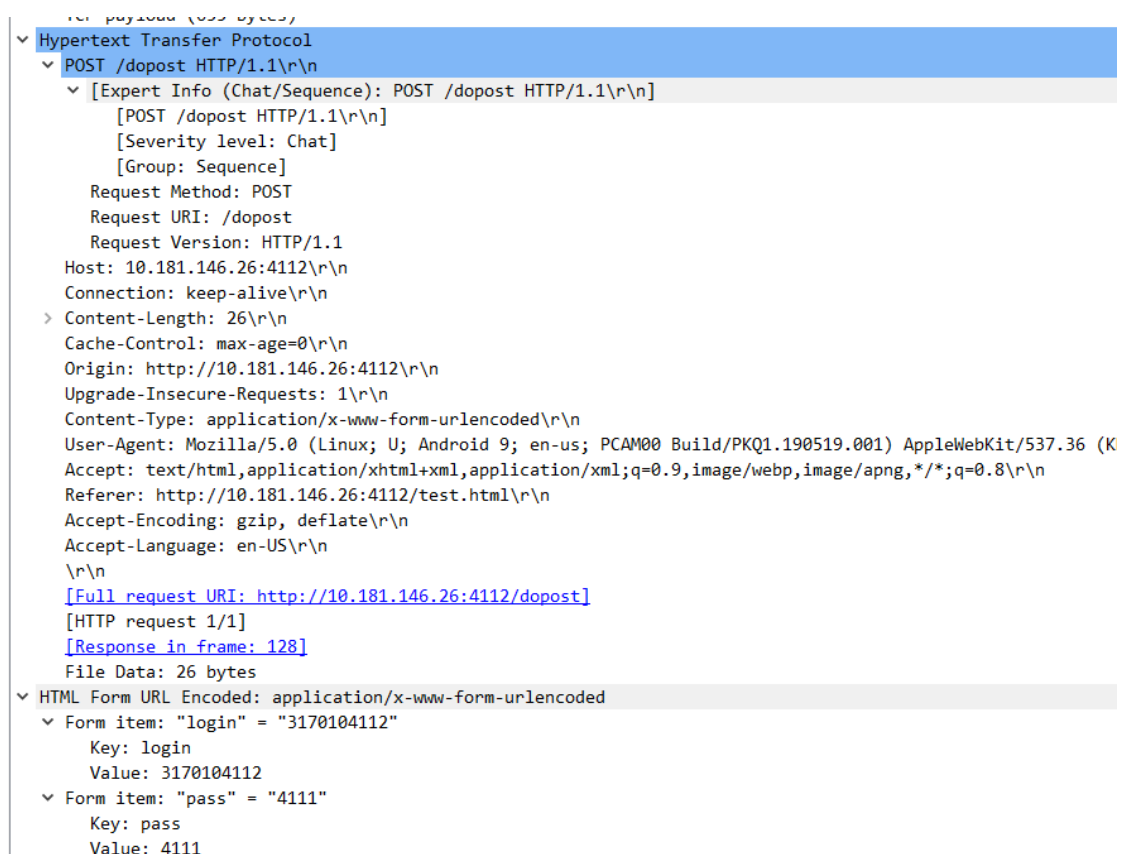 TCP payload (699 bytes)
Hypertext Transfer Protocol
POST /dopost HTTP/1.1\r\n
[Expert Info (Chat/Sequence): POST /dopost HTTP/1.1\r\n]
[POST /dopost HTTP/1.1\r\n]
[Severity level: Chat]
[Group: Sequence]
Request Method: POST
Request URI: /dopost
Request Version: HTTP/1.1
Host: 10.181.146.26:4112\r\n
Connection: keep-alive\r\n
Content-Length: 26\r\n
Cache-Control: max-age=0\r\n
Origin: http://10.181.146.26:4112\r\n
Upgrade-Insecure-Requests: 1\r\n
Content-Type: application/x-www-form-urlencoded\r\n
User-Agent: Mozilla/5.0 (Linux; U; Android 9; en-us; PCAM00 Build/PKQ1.190519.001) AppleWebKit/537.36 (K
Accept: text/html,application/xhtml+xml,application/xml;q=0.9,image/webp,image/apng,*/*;q=0.8\r\n
Referer: http://10.181.146.26:4112/test.html\r\n
Accept-Encoding: gzip, deflate\r\n
Accept-Language: en-US\r\n
\r\n
[Full request URI: http://10.181.146.26:4112/dopost]
[HTTP request 1/1]
[Response in frame: 128]
File Data: 26 bytes
HTML Form URL Encoded: application/x-www-form-urlencoded
Form item: "login" = "3170104112"
Key: login
Value: 3170104112
Form item: "pass" = "4111"
Key: pass
Value: 4111